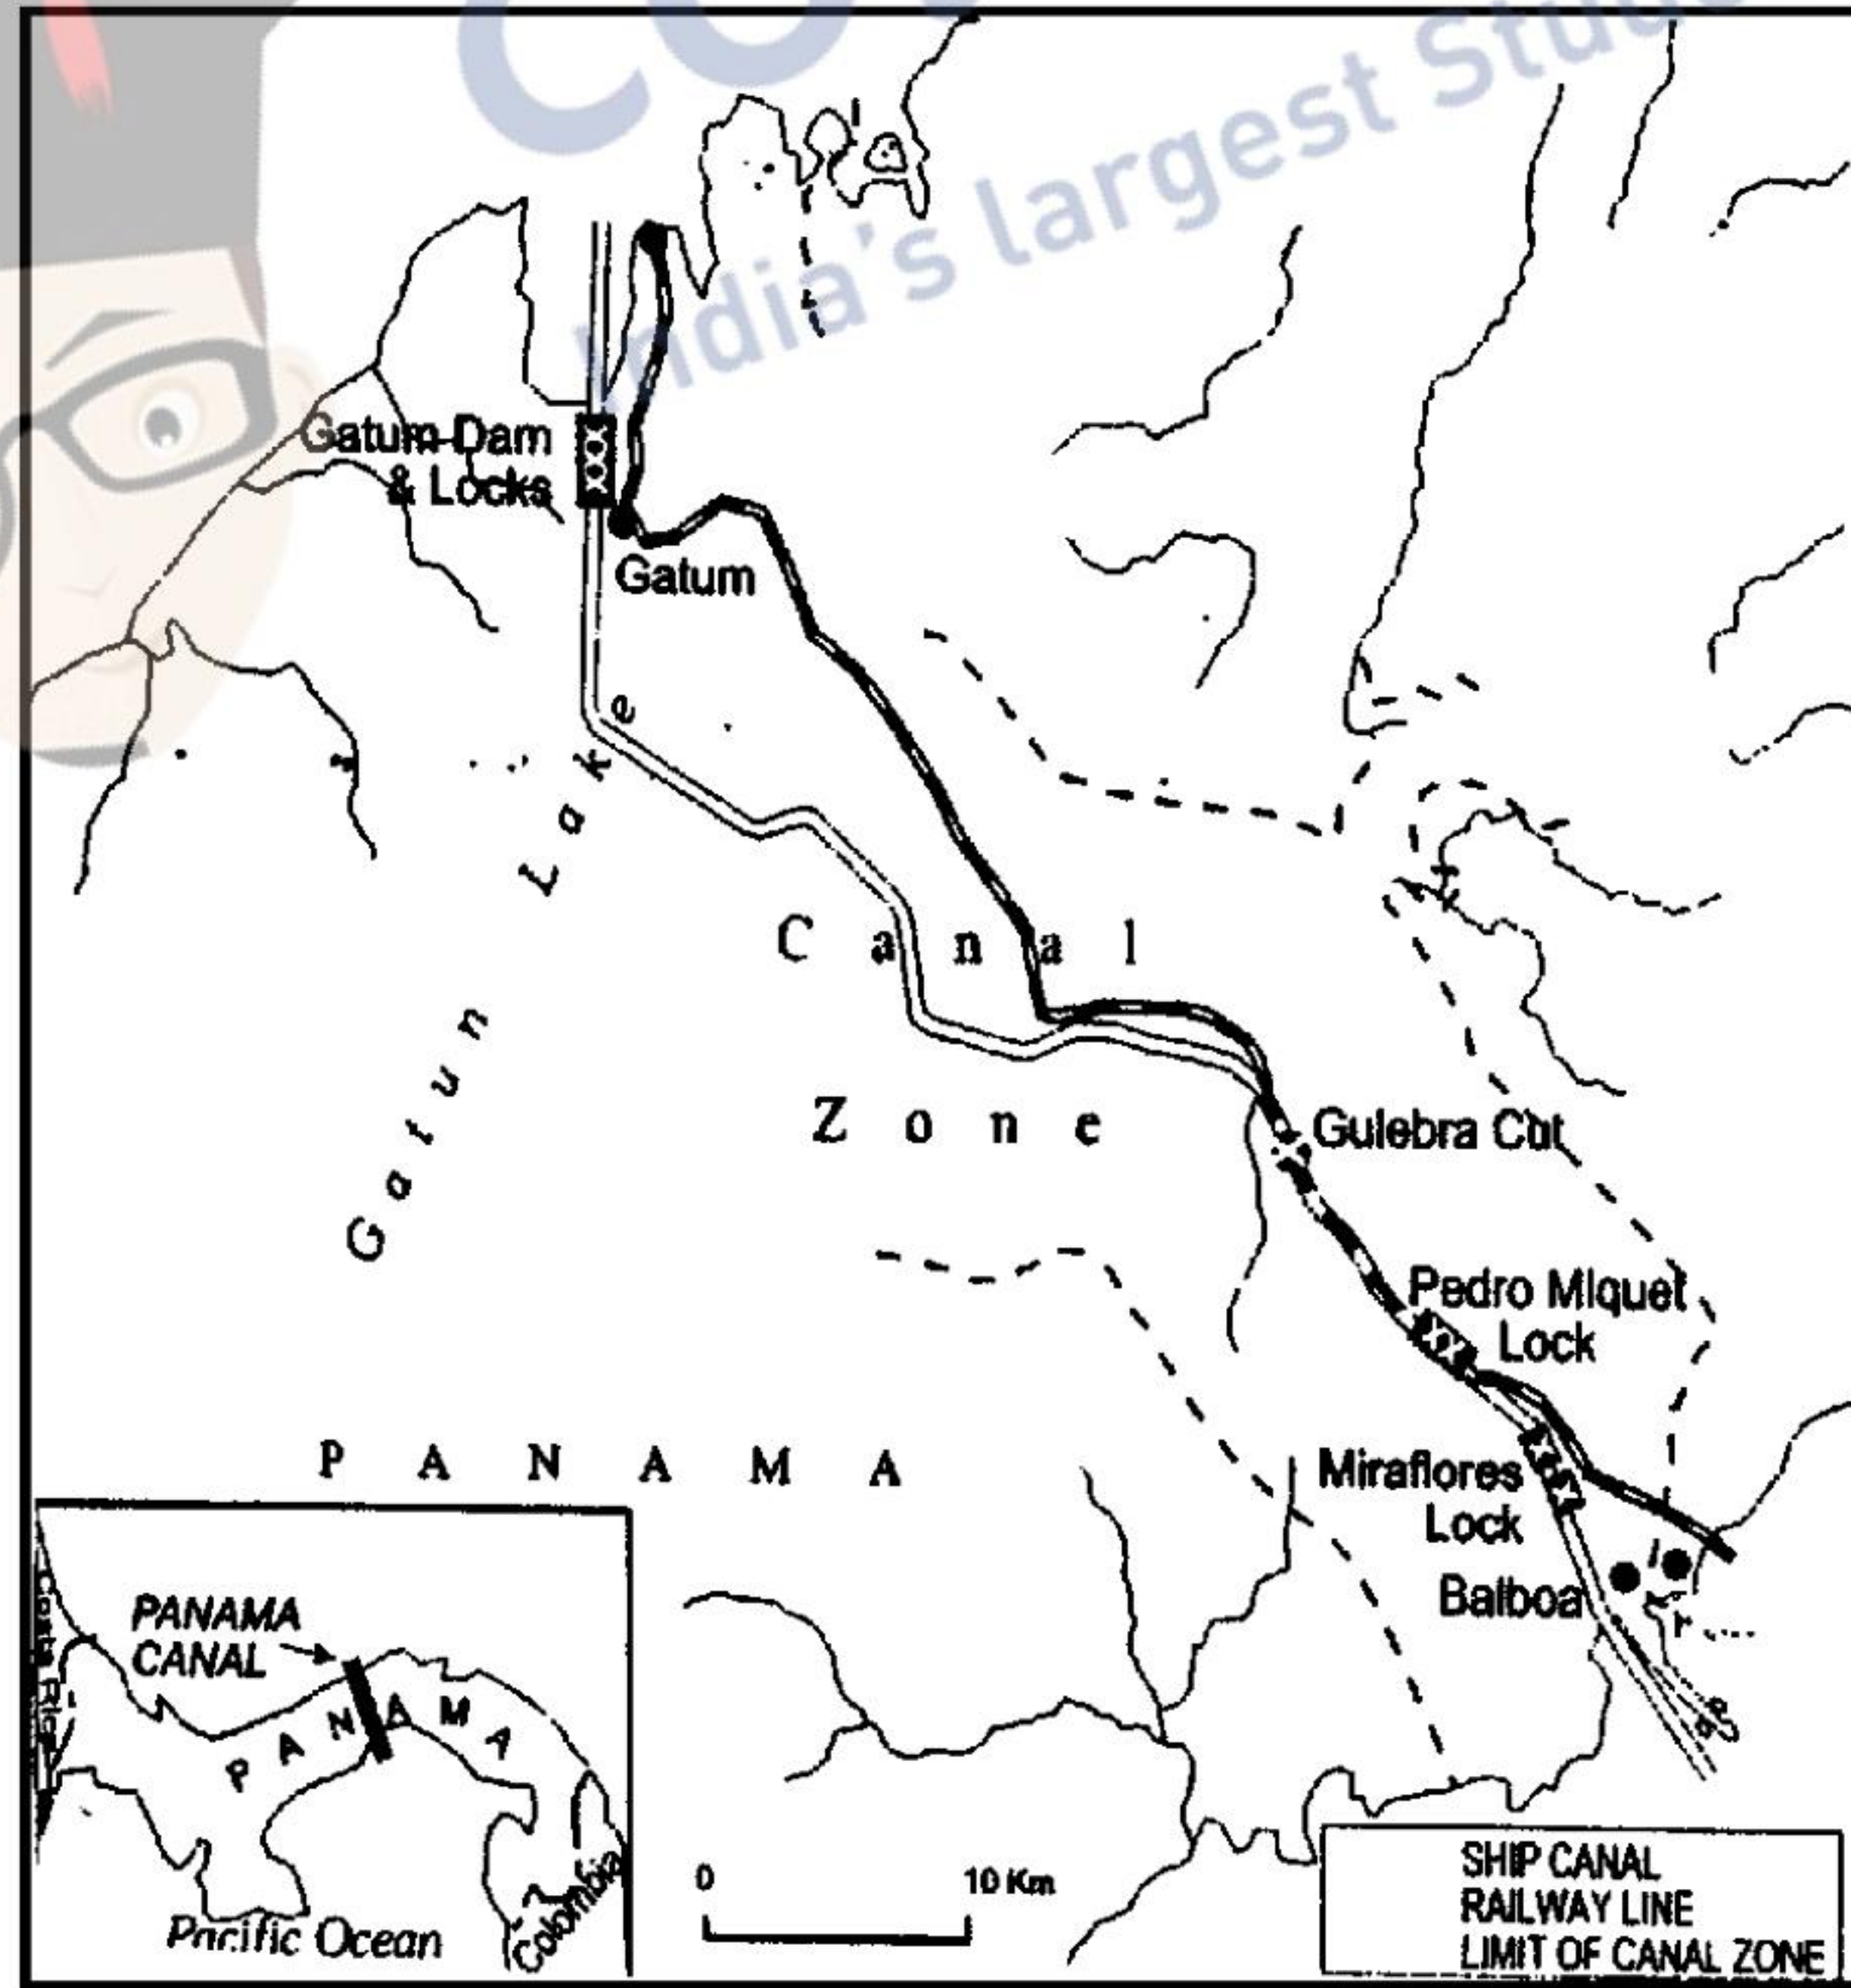 India's largest Stud
Gatum Dam
& Locks
Gatum
Gatun Lake
Canal
Zone
Gulebra Cut
Pedro Miquel
Lock
PANAMA
Miraflores
Lock
Balboa
Costa Rica
PANAMA
CANAL
PANAMA
Pacific Ocean
Colombia
0 10 Km
SHIP CANAL
RAILWAY LINE
LIMIT OF CANAL ZONE